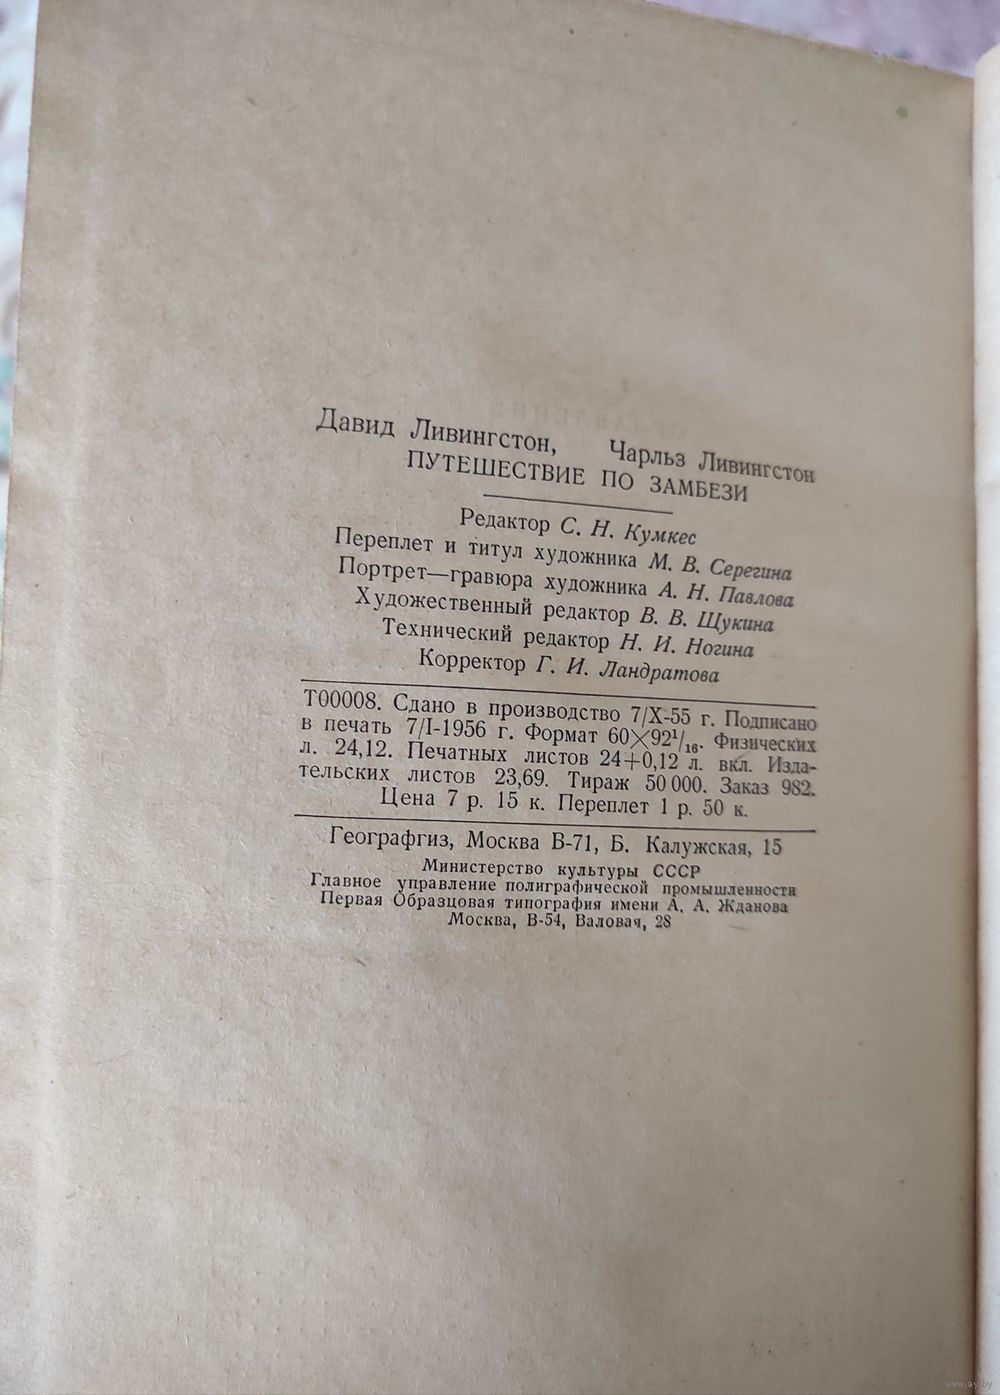 Давид Ливингстон, Чарльз Ливингстон
ПУТЕШЕСТВИЕ ПО ЗАМБЕЗИ
Редактор С. Н. Кумкес
Переплет и титул художника М. В. Серегина
Портрет—гравюра художника А. Н. Павлова
Художественный редактор В. В. Щукина
Технический редактор Н. И. Ногина
Корректор Г. И. Ландратова
Т00008. Сдано в производство 7/X-55 г. Подписано
в печать 7/I-1956 г. Формат 60×92¹/₁₆. Физических
л. 24,12. Печатных листов 24+0,12 л. вкл. Изда-
тельских листов 23,69. Тираж 50 000. Заказ 982.
Цена 7 р. 15 к. Переплет 1 р. 50 к.
Географгиз, Москва В-71, Б. Калужская, 15
Министерство культуры СССР
Главное управление полиграфической промышленности
Первая Образцовая типография имени А. А. Жданова
Москва, В-54, Валовая, 28
www.ay.by